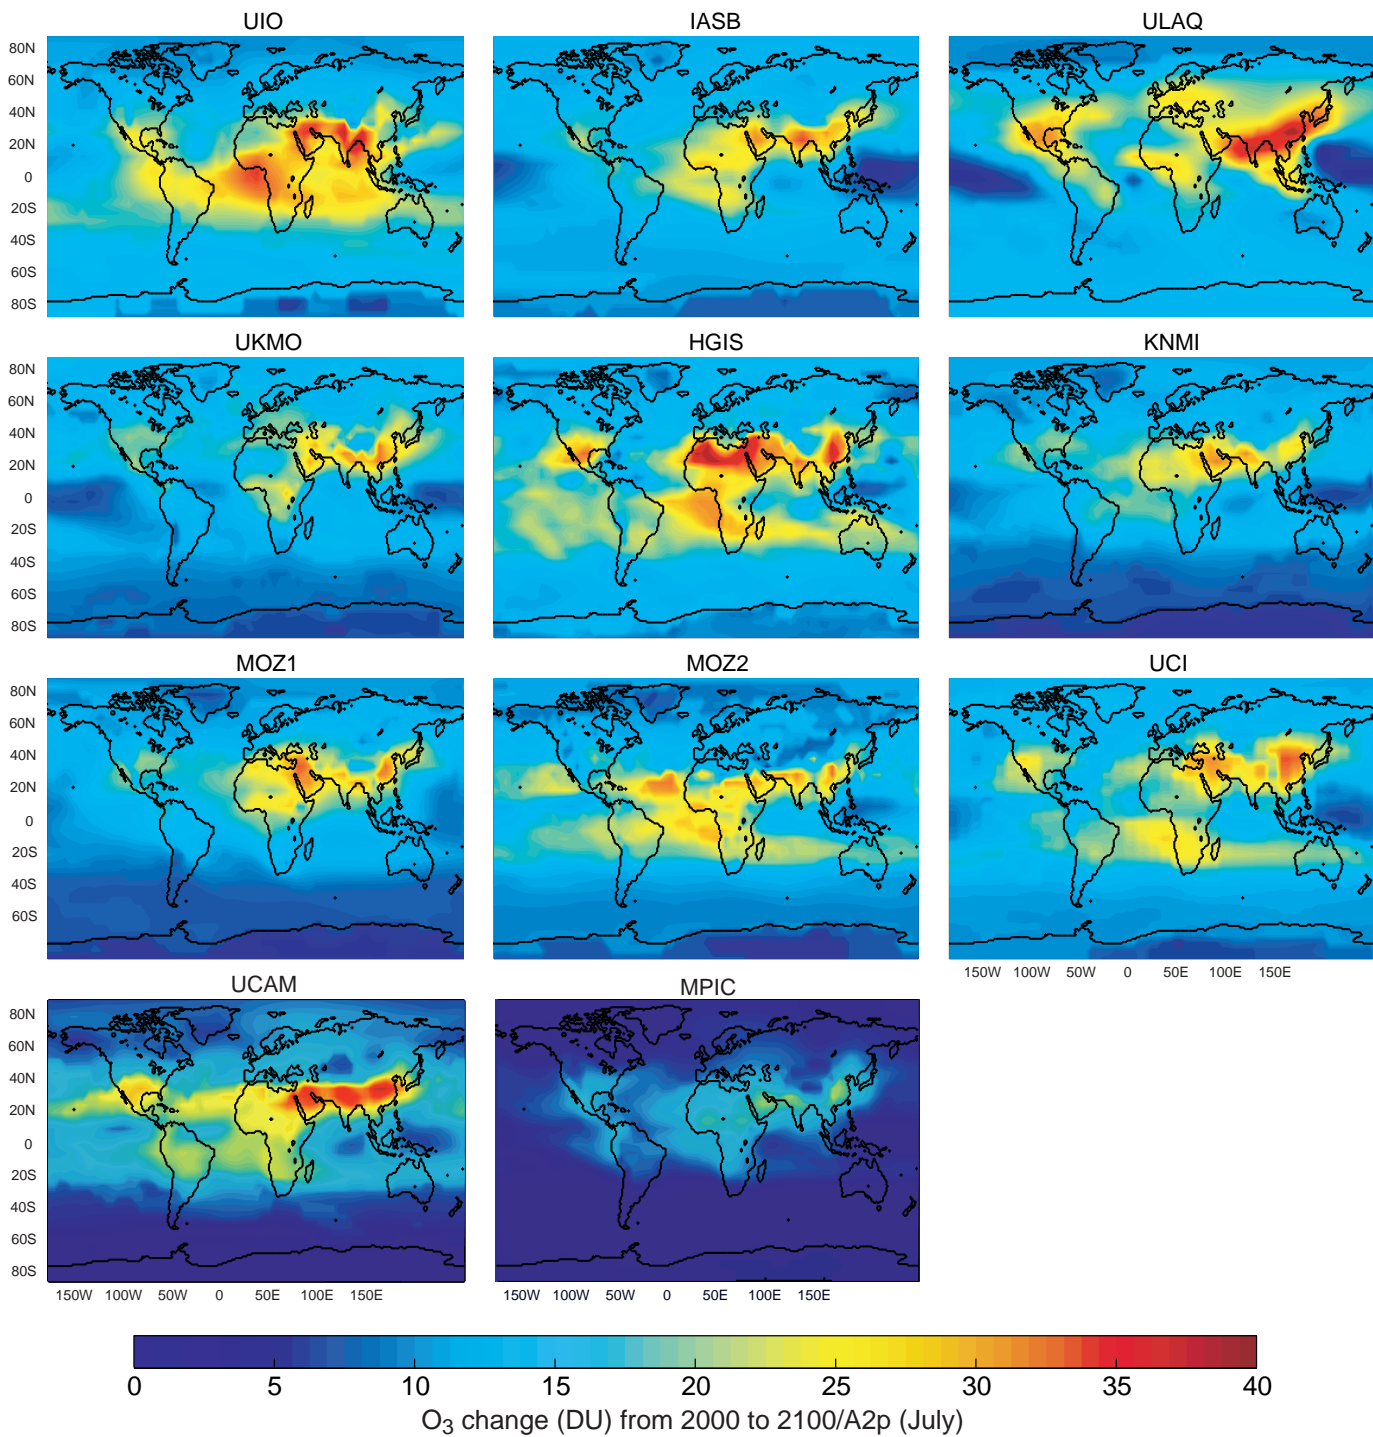 UIO IASB ULAQ
80N
60N
40N
20N
0
20S
40S
60S
80S
UKMO HGIS KNMI
80N
60N
40N
20N
0
20S
40S
60S
80S
MOZ1 MOZ2 UCI
80N
60N
40N
20N
0
20S
40S
60S
150W 100W 50W 0 50E 100E 150E
UCAM MPIC
80N
60N
40N
20N
0
20S
40S
60S
80S
150W 100W 50W 0 50E 100E 150E 150W 100W 50W 0 50E 100E 150E
0 5 10 15 20 25 30 35 40
O3 change (DU) from 2000 to 2100/A2p (July)